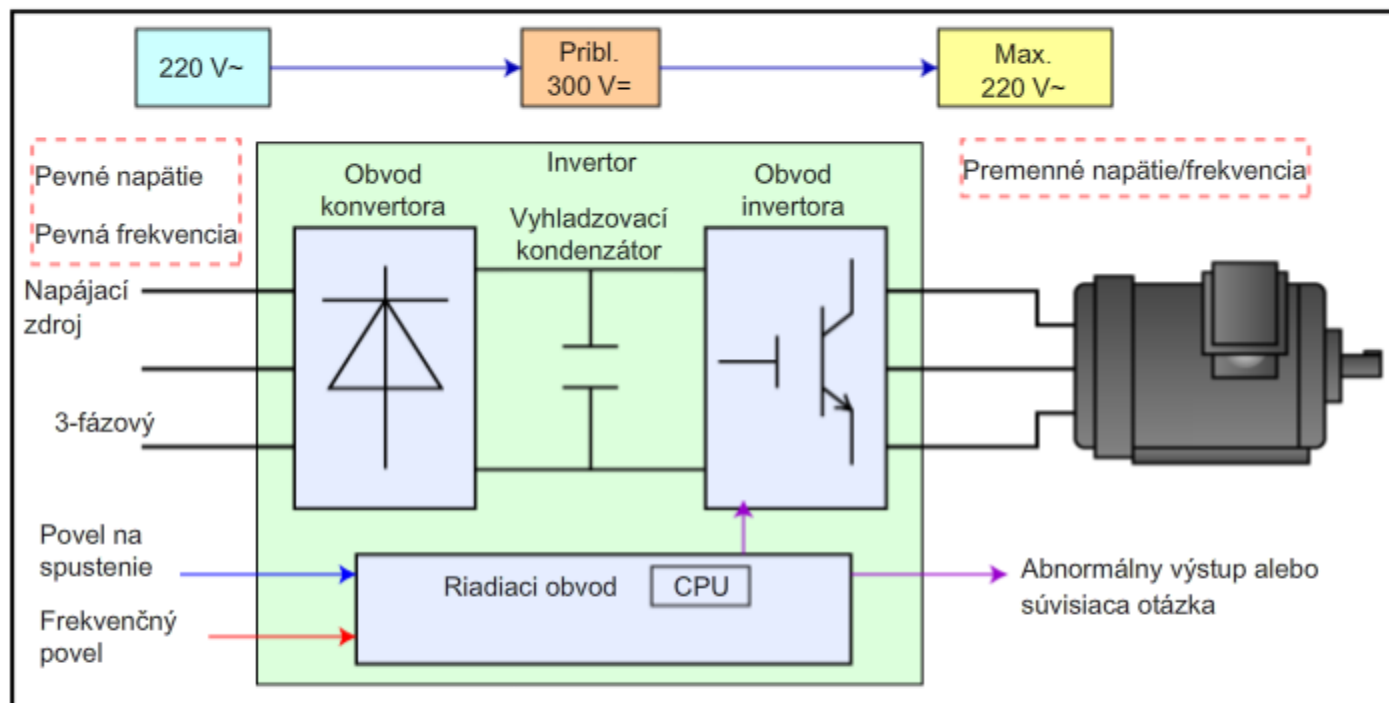 220 V~
Pribl.
300 V=
Max.
220 V~
Pevné napätie
Pevná frekvencia
Napájací
zdroj
3-fázový
Obvod
konvertora
Invertor
Vyhladzovací
kondenzátor
Obvod
invertora
Premenné napätie/frekvencia
Povel na
spustenie
Frekvenčný
povel
Riadiaci obvod
CPU
Abnormálny výstup alebo
súvisiaca otázka